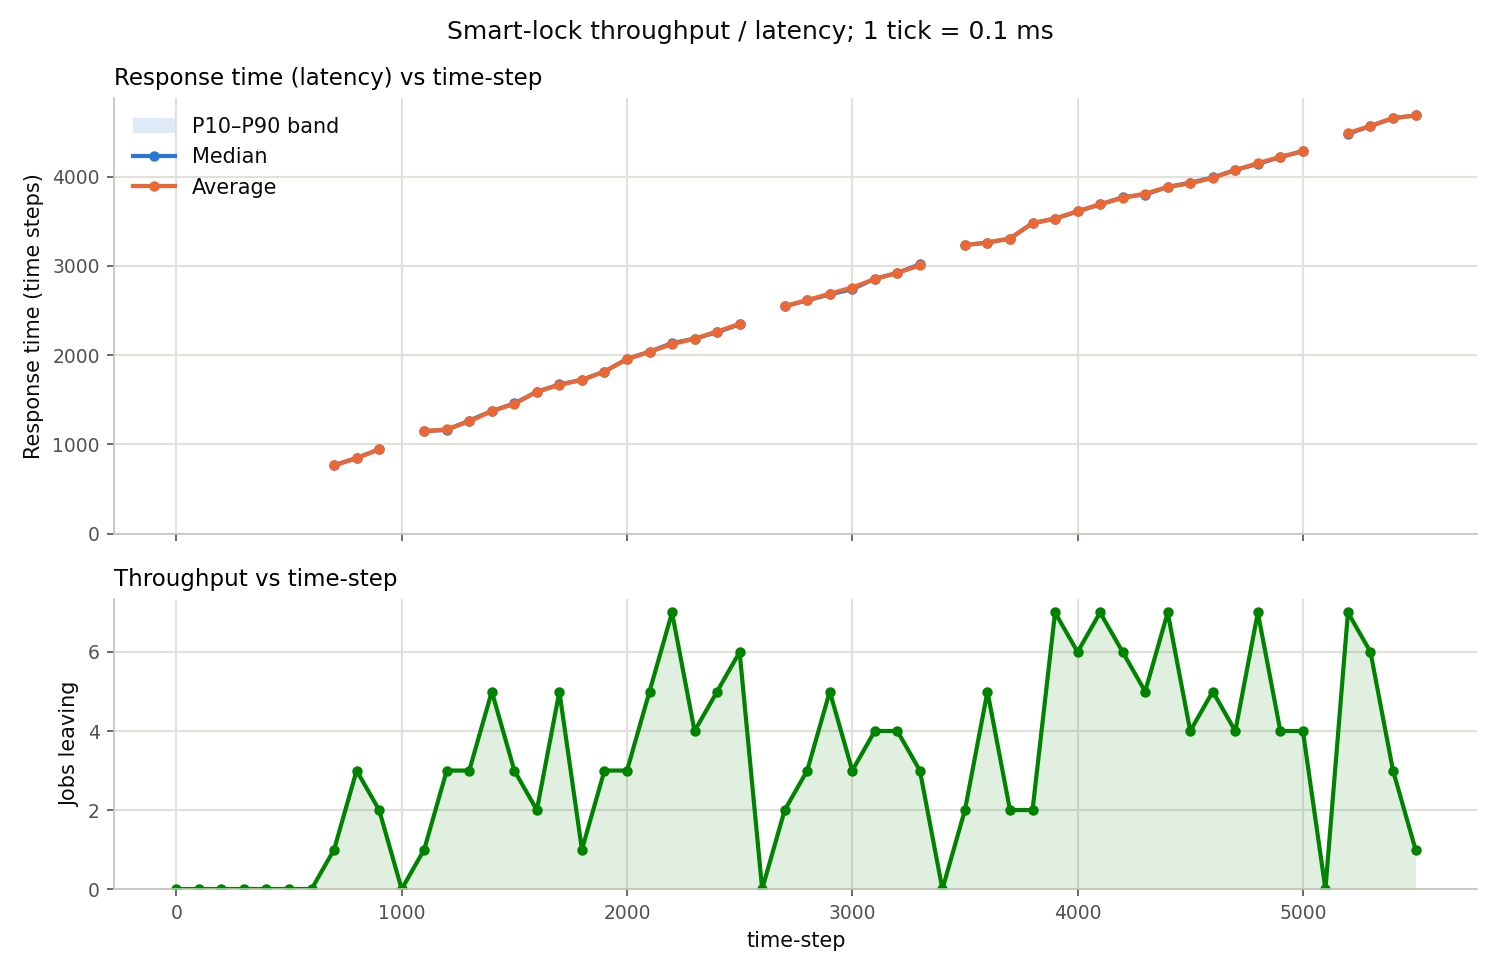 Smart-lock throughput / latency; 1 tick = 0.1 ms
Response time (latency) vs time-step
P10–P90 band
Median
Average
Response time (time steps)
4000
3000
2000
1000
0
Throughput vs time-step
Jobs leaving
6
4
2
0
0 1000 2000 3000 4000 5000
time-step